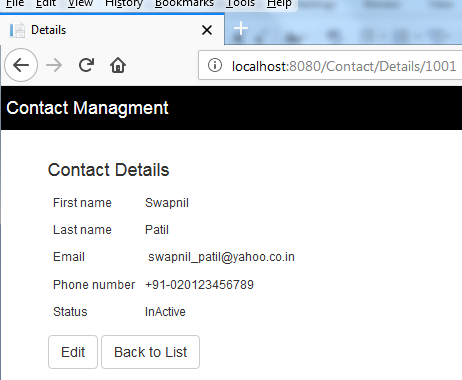 File Edit View History Bookmarks Tools Help
Details
localhost:8080/Contact/Details/1001
Contact Managment
Contact Details
First name Swapnil
Last name Patil
Email swapnil_patil@yahoo.co.in
Phone number +91-020123456789
Status InActive
Edit Back to List